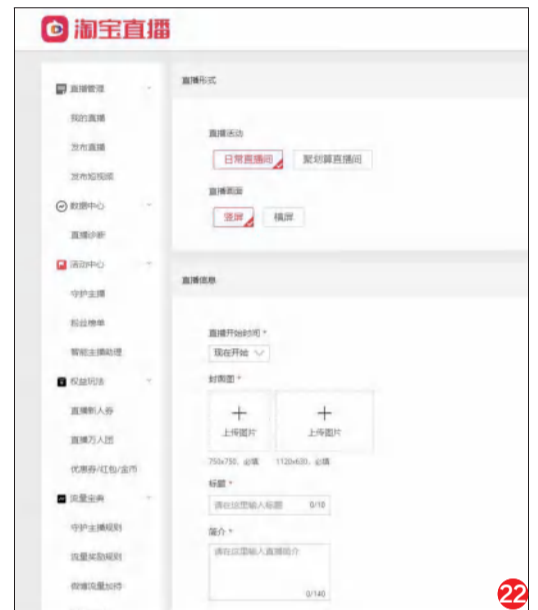 淘宝直播
直播管理
我的直播
发布直播
发布短视频
数据中心
直播诊断
活动中心
守护主播
权益榜单
智能主播助理
权益玩法
直播新人券
直播万人团
优惠券/红包/金币
流量宝典
守护主播规则
流量奖励规则
微博流量加持
直播形式
直播活动
日常直播间
聚划算直播间
直播画面
竖屏
横屏
直播信息
直播开始时间 *
现在开始
封面图 *
上传图片
上传图片
750x750，必填
1120x630，必填
标题 *
请在这里输入标题
0/10
简介 *
请在这里输入直播简介
0/140
22